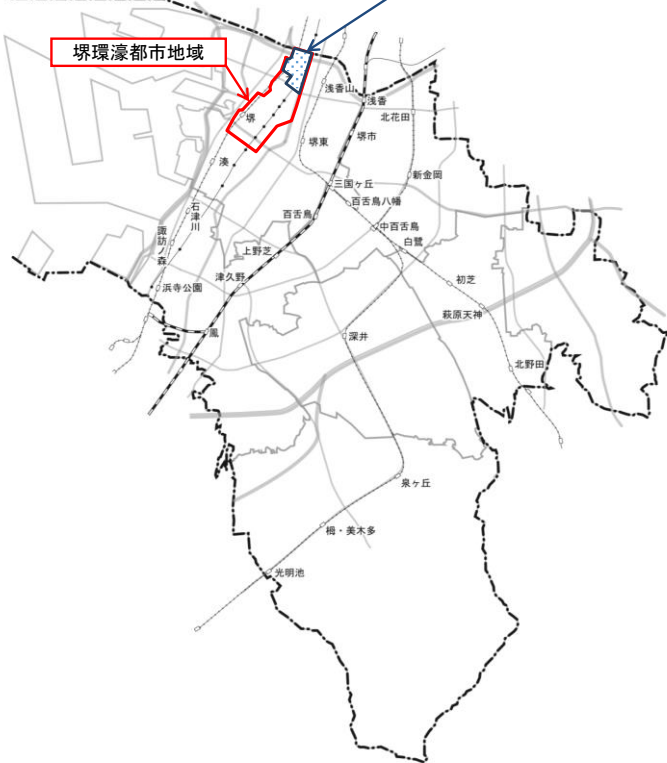 堺環濠都市地域
浅香山
浅香
堺
北花田
堺東
堺市
湊
三国ヶ丘
新金岡
百舌鳥八幡
石津川
百舌鳥
中百舌鳥
諏訪ノ森
上野芝
白鷺
津久野
初芝
浜寺公園
萩原天神
鳳
深井
北野田
泉ヶ丘
栂・美木多
光明池